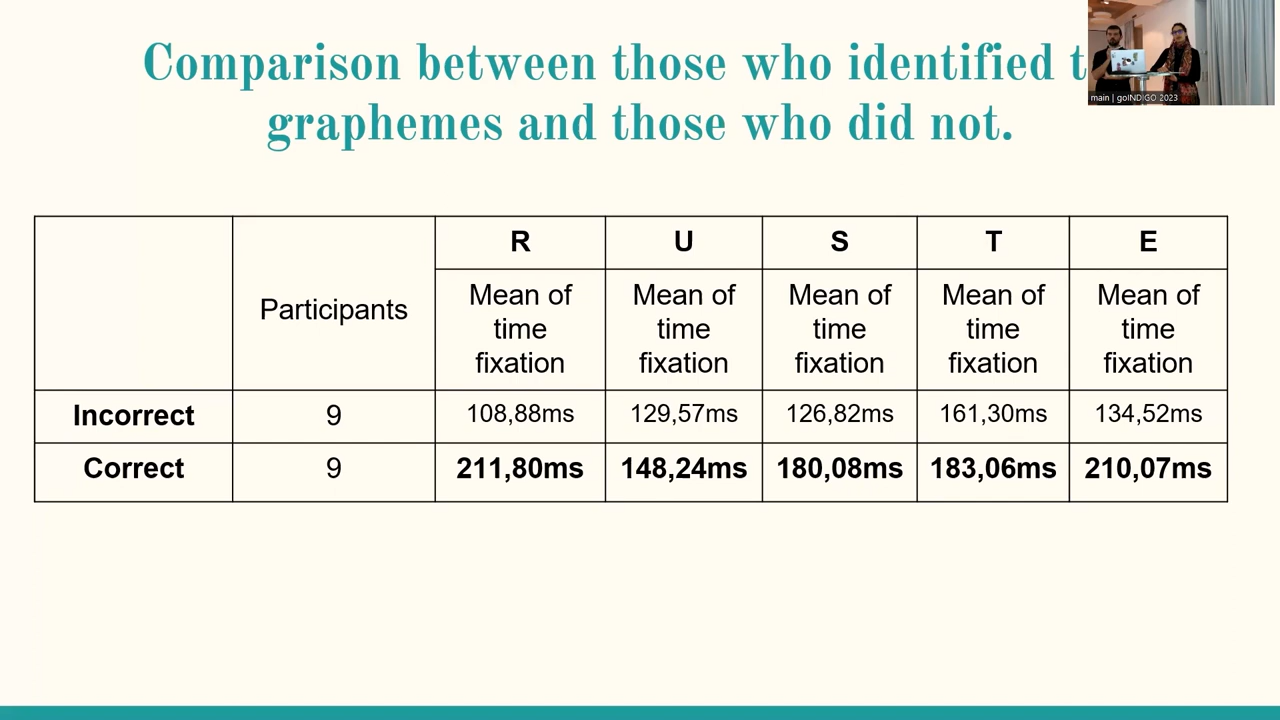 Comparison between those who identified t
graphemes and those who did not.
main | goINDIGO 2023
R U S T E
Participants
Mean of time fixation Mean of time fixation Mean of time fixation Mean of time fixation Mean of time fixation
Incorrect 9 108,88ms 129,57ms 126,82ms 161,30ms 134,52ms
Correct 9 211,80ms 148,24ms 180,08ms 183,06ms 210,07ms